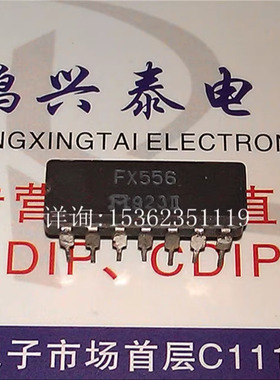 鸿兴泰电
NGXINGTAI ELECTRON
FX556
923 II
营
详询:15362351119
DIP、CDIP
子市场首层C111